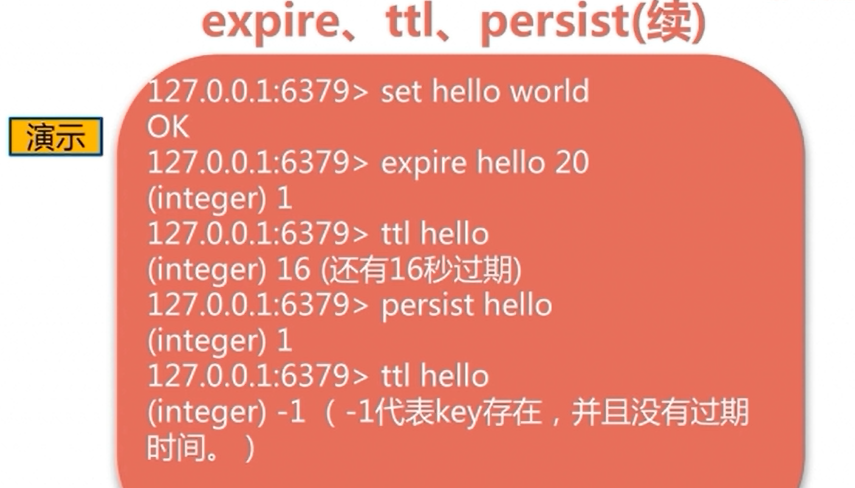 expire、ttl、persist(续)
演示
127.0.0.1:6379> set hello world
OK
127.0.0.1:6379> expire hello 20
(integer) 1
127.0.0.1:6379> ttl hello
(integer) 16 (还有16秒过期)
127.0.0.1:6379> persist hello
(integer) 1
127.0.0.1:6379> ttl hello
(integer) -1 （ -1代表key存在，并且没有过期
时间。 ）